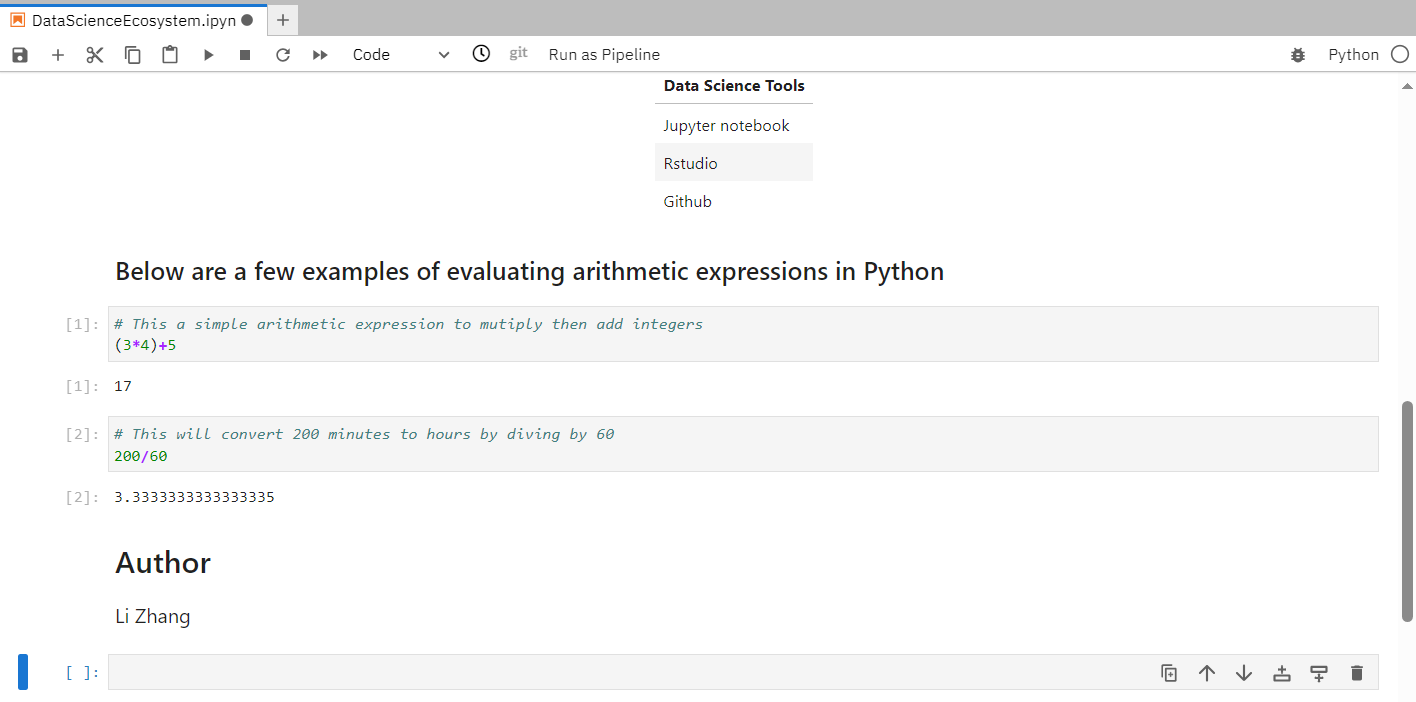 DataScienceEcosystem.ipyn
Code git Run as Pipeline Python
Data Science Tools
Jupyter notebook
Rstudio
Github
Below are a few examples of evaluating arithmetic expressions in Python
[1]: # This a simple arithmetic expression to mutiply then add integers
(3*4)+5
[1]: 17
[2]: # This will convert 200 minutes to hours by diving by 60
200/60
[2]: 3.3333333333333335
Author
Li Zhang
[ ]: